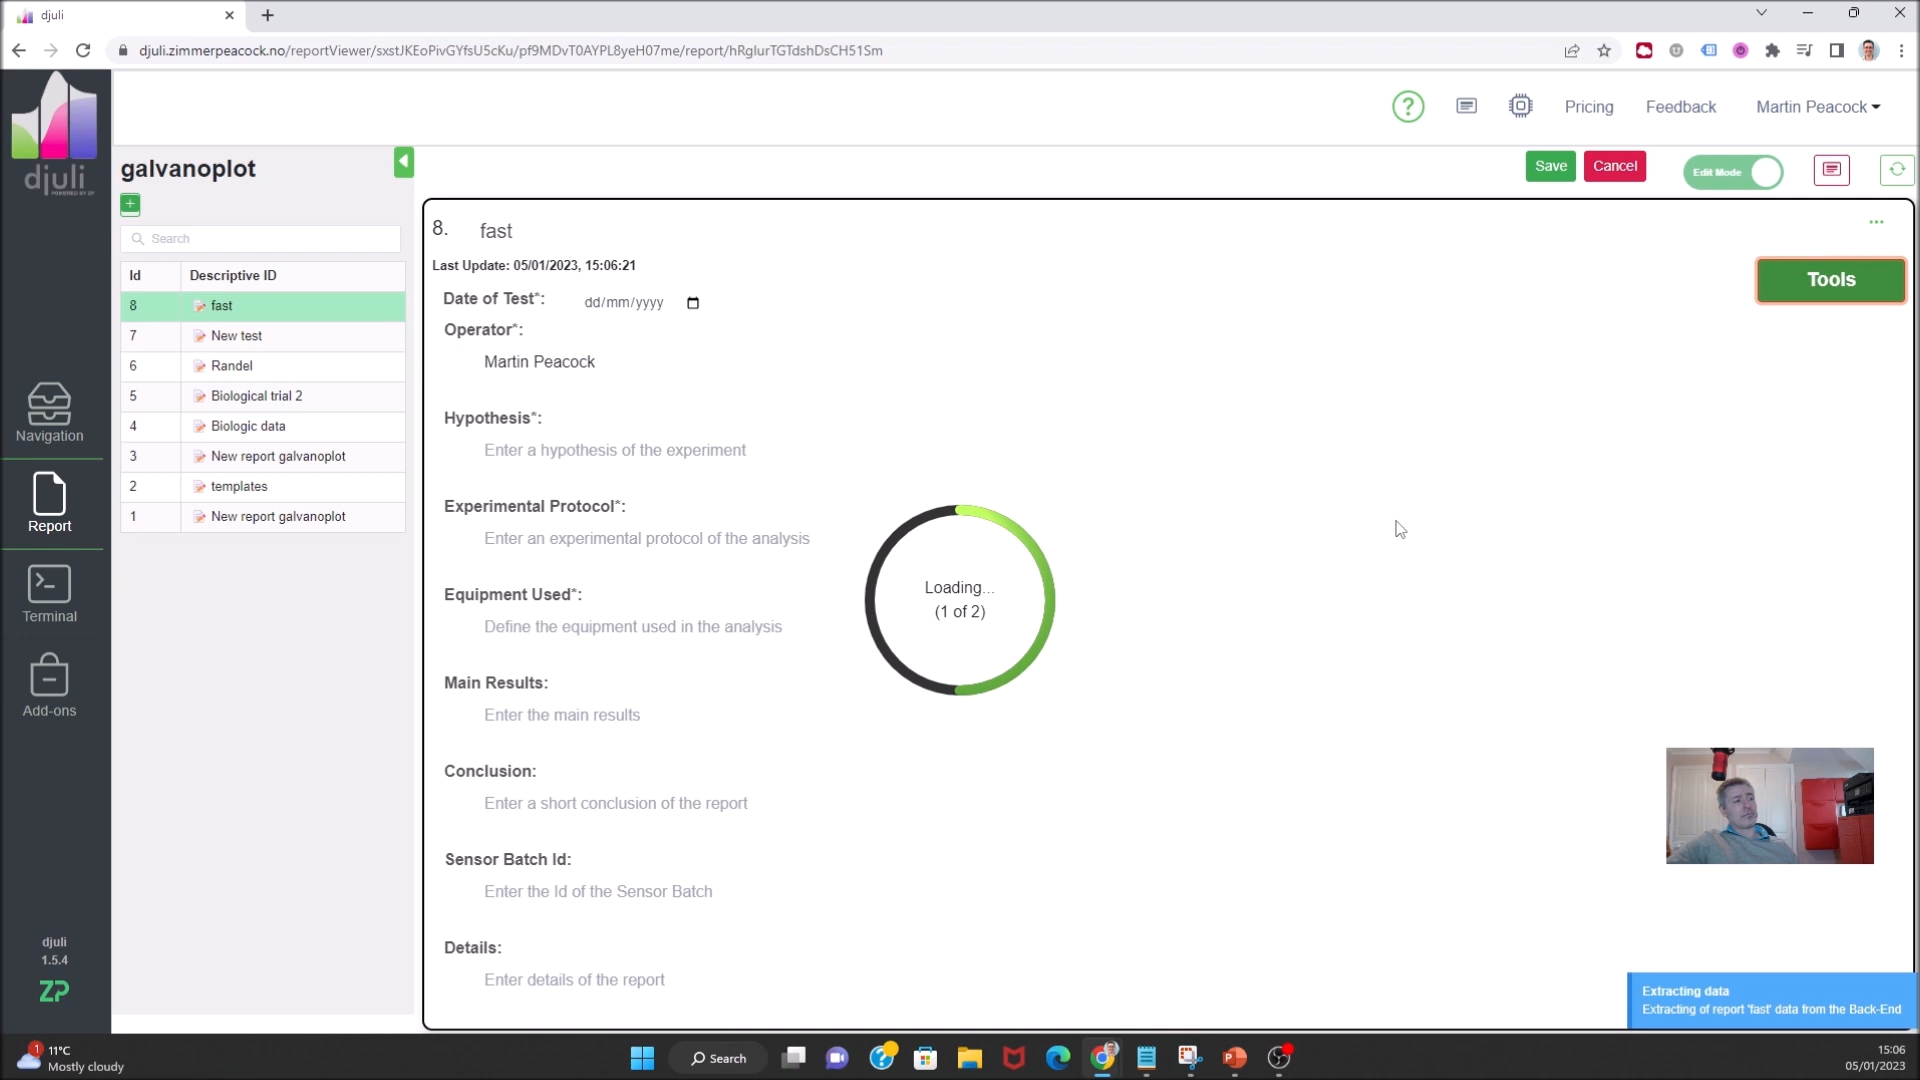 djuli
djuli.zimmerpeacock.no/reportViewer/sxstJKEoPivGYfsU5cKu/pf9MDvT0AYPL8yeH07me/report/hRglurTGTdshDsCH51Sm
djuli
POWERED BY ZP
? Pricing Feedback Martin Peacock
galvanoplot
Save Cancel Edit Mode
+
Search
Id Descriptive ID
8 fast
7 New test
6 Randel
5 Biological trial 2
4 Biologic data
3 New report galvanoplot
2 templates
1 New report galvanoplot
Navigation
Report
Terminal
Add-ons
djuli
1.5.4
ZP
8. fast
Last Update: 05/01/2023, 15:06:21
Tools
Date of Test*: dd/mm/yyyy
Operator*:
Martin Peacock
Hypothesis*:
Enter a hypothesis of the experiment
Experimental Protocol*:
Enter an experimental protocol of the analysis
Equipment Used*:
Define the equipment used in the analysis
Main Results:
Enter the main results
Conclusion:
Enter a short conclusion of the report
Sensor Batch Id:
Enter the Id of the Sensor Batch
Details:
Enter details of the report
Loading...
(1 of 2)
Extracting data
Extracting of report 'fast' data from the Back-End
1
11°C
Mostly cloudy
Search
15:06
05/01/2023